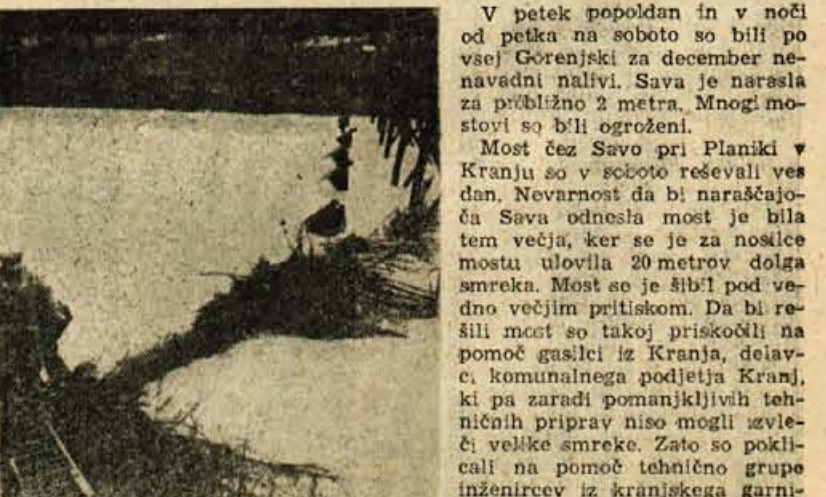 V petek popoldan in v noči
od petka na soboto so bili po
vsej Gorenjski za december ne-
navadni nalivi. Sava je narasla
za približno 2 metra. Mnogi mo-
stovi so bili ogroženi.
Most čez Savo pri Planiki v
Kranju so v soboto reševali ves
dan. Nevarnost da bi naraščajo-
ča Sava odnesla most je bila
tem večja, ker se je za nosilce
mostu ulovila 20 metrov dolga
smreka. Most se je šibil pod ve-
dno večjim pritiskom. Da bi re-
šili most so takoj priskočili na
pomoč gasilci iz Kranja, delav-
ci komunalnega podjetja Kranj,
ki pa zaradi pomanjkljivih teh-
ničnih priprav niso mogli izvle-
či velike smreke. Zato so pokli-
cali na pomoč tehnično grupo
inženircev iz kranjskega garni-